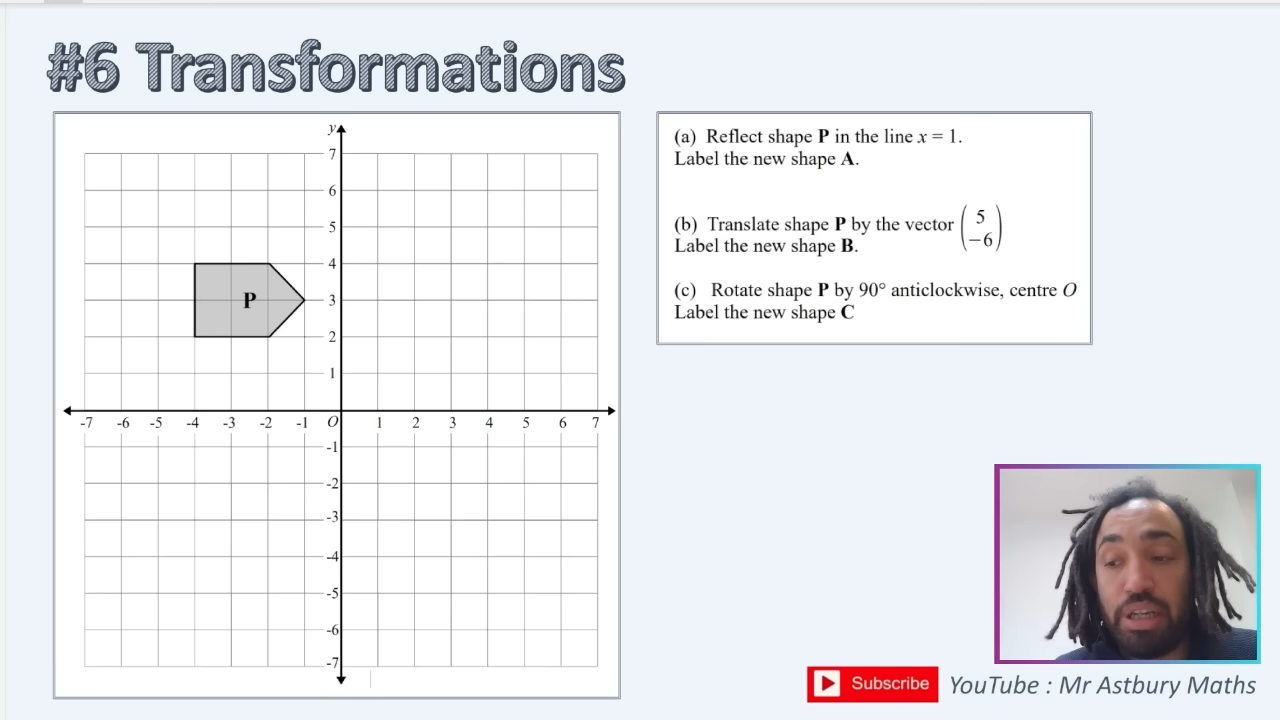 #6 Transformations
y
7
6
5
4
P
3
2
1
-7 -6 -5 -4 -3 -2 -1 O 1 2 3 4 5 6 7
-1
-2
-3
-4
-5
-6
-7
(a) Reflect shape P in the line x = 1.
Label the new shape A.
(b) Translate shape P by the vector (5 -6)
Label the new shape B.
(c) Rotate shape P by 90° anticlockwise, centre O
Label the new shape C
Subscribe YouTube : Mr Astbury Maths